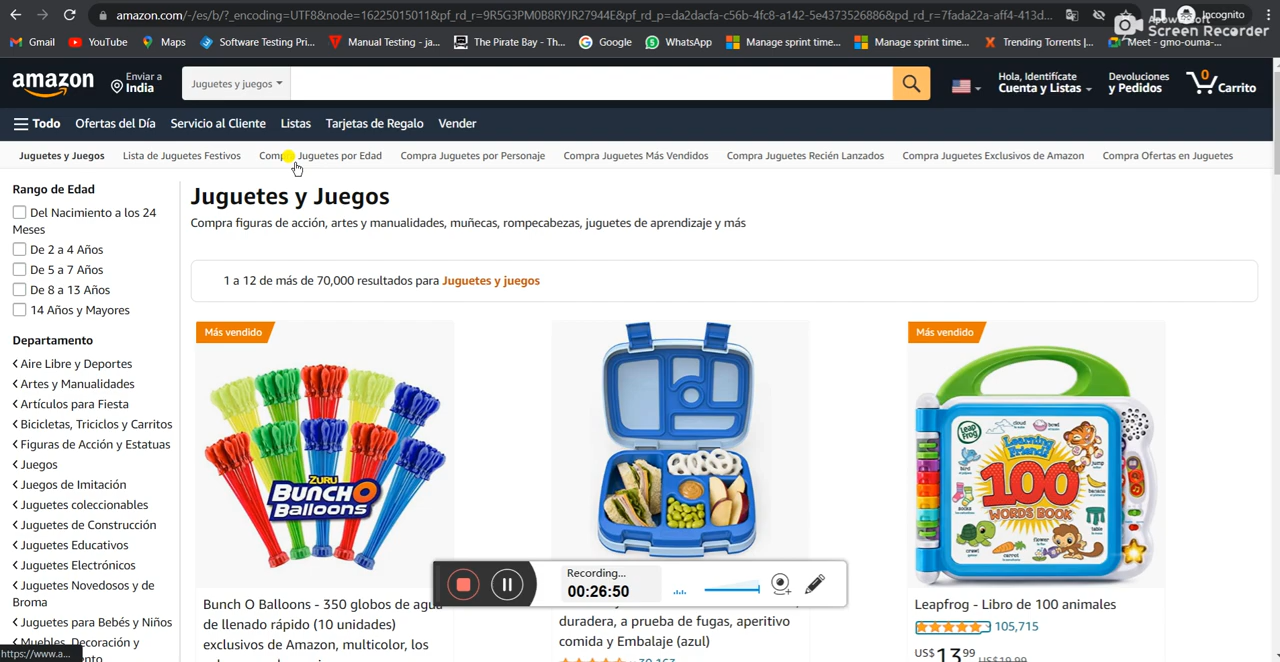 amazon.com/-/es/b/?_encoding=UTF8&node=16225015011&pf_rd_r=9R5G3PM0B8RYJR27944E&pf_rd_p=da2dacfa-c56b-4fc8-a142-5e4373526886&pd_rd_r=7fada22a-aff4-413d...
Incognito
Screen Recorder
Gmail YouTube Maps Software Testing Pri... Manual Testing - ja... The Pirate Bay - Th... Google WhatsApp Manage sprint time... Manage sprint time... Trending Torrents |... Meet - gmo-ouma-...
amazon
Enviar a
India
Juguetes y juegos
Hola, Identifícate
Cuenta y Listas
Devoluciones
y Pedidos
0
Carrito
Todo Ofertas del Día Servicio al Cliente Listas Tarjetas de Regalo Vender
Juguetes y Juegos Lista de Juguetes Festivos Juguetes por Edad Compra Juguetes por Personaje Compra Juguetes Más Vendidos Compra Juguetes Recién Lanzados Compra Juguetes Exclusivos de Amazon Compra Ofertas en Juguetes
Rango de Edad
Del Nacimiento a los 24
Meses
De 2 a 4 Años
De 5 a 7 Años
De 8 a 13 Años
14 Años y Mayores
Departamento
Aire Libre y Deportes
Artes y Manualidades
Artículos para Fiesta
Bicicletas, Triciclos y Carritos
Figuras de Acción y Estatuas
Juegos
Juegos de Imitación
Juguetes coleccionables
Juguetes de Construcción
Juguetes Educativos
Juguetes Electrónicos
Juguetes Novedosos y de
Broma
Juguetes para Bebés y Niños
Muebles, Decoración y
https://www.a...
Juguetes y Juegos
Compra figuras de acción, artes y manualidades, muñecas, rompecabezas, juguetes de aprendizaje y más
1 a 12 de más de 70,000 resultados para Juguetes y juegos
Más vendido
ZURU
BUNCH O
Balloons
Bunch O Balloons - 350 globos de agua
de llenado rápido (10 unidades)
exclusivos de Amazon, multicolor, los
duradera, a prueba de fugas, aperitivo
comida y Embalaje (azul)
Más vendido
Leap
Frog
Learning
Friends
100
WORDS BOOK
Leapfrog - Libro de 100 animales
105,715
US$13.99 US$19.99
Recording...
00:26:50